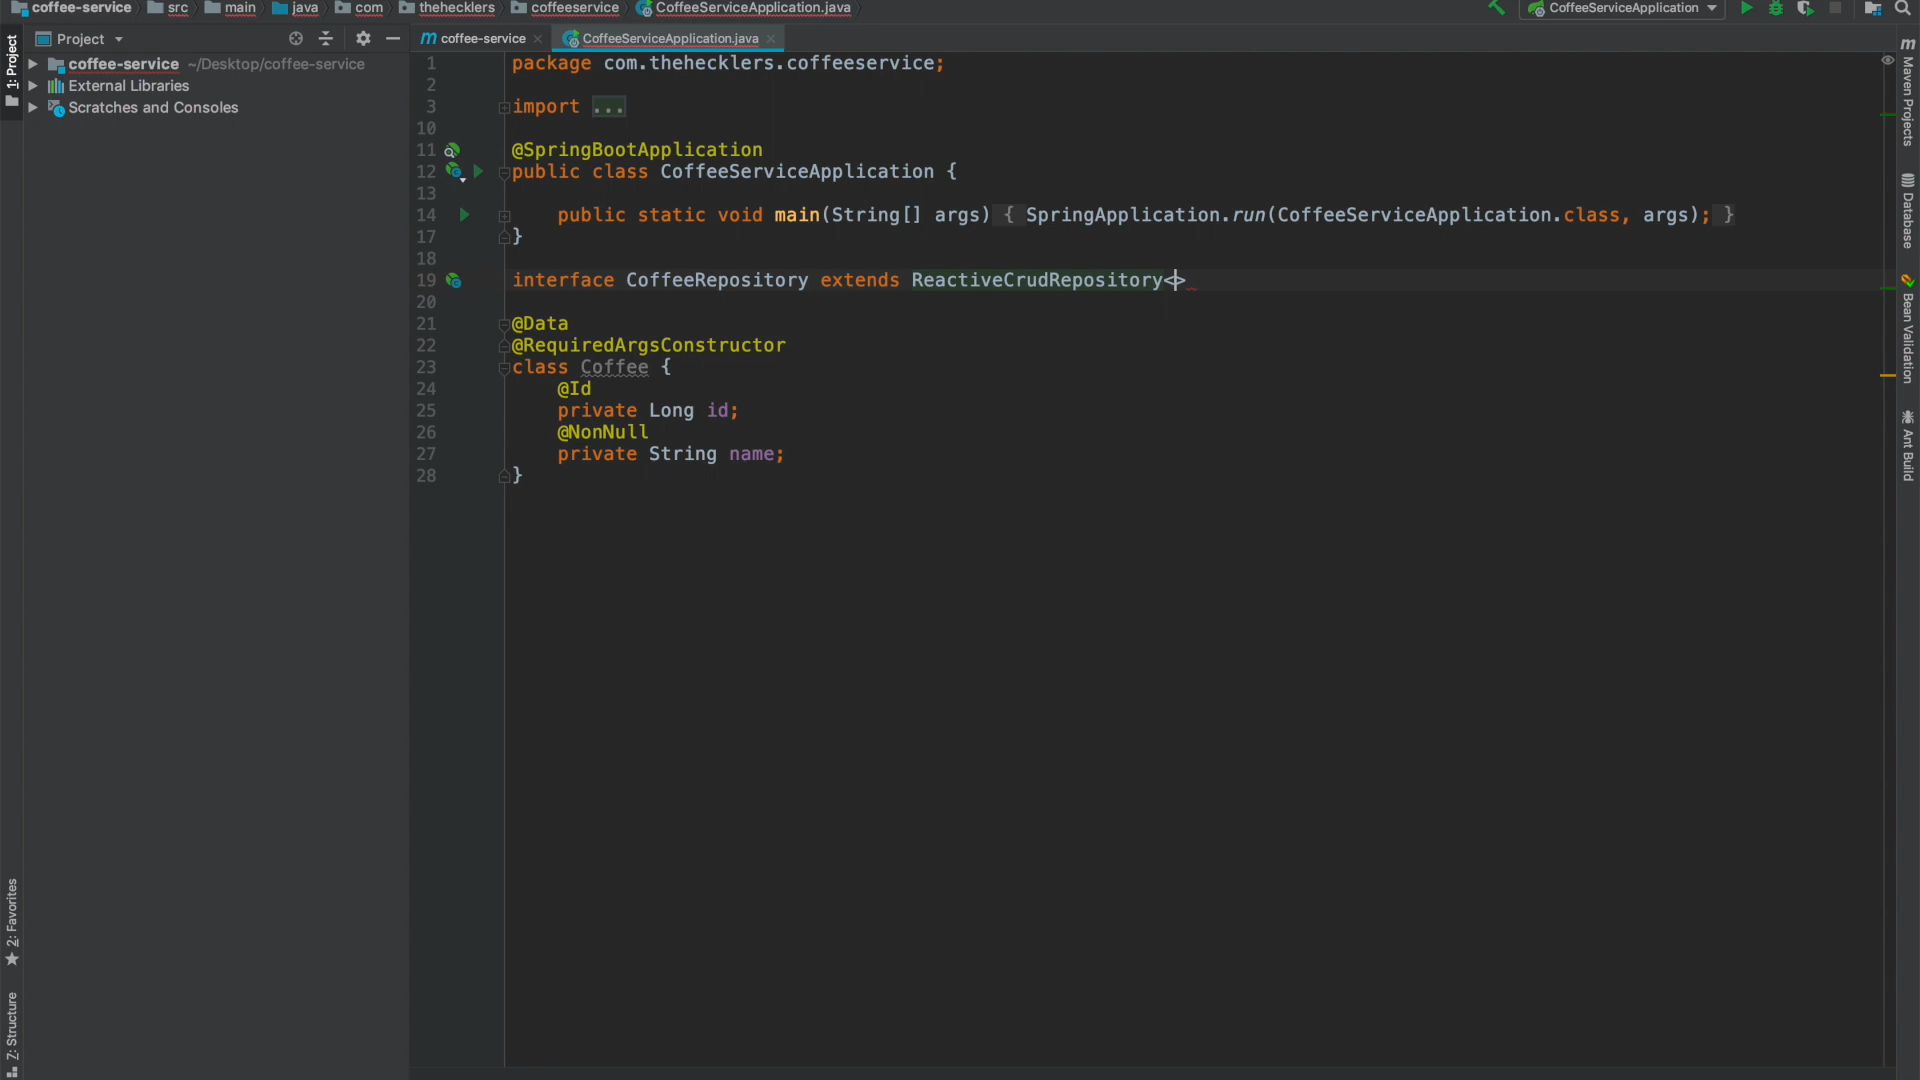 coffee-service src main java com thehecklers coffeeservice CoffeeServiceApplication.java CoffeeServiceApplication
Project coffee-service CoffeeServiceApplication.java
1: Project
coffee-service ~/Desktop/coffee-service
External Libraries
Scratches and Consoles
2: Favorites
7: Structure
1 package com.thehecklers.coffeeservice;
2
3 import ...
10
11 @SpringBootApplication
12 public class CoffeeServiceApplication {
13
14 public static void main(String[] args) { SpringApplication.run(CoffeeServiceApplication.class, args); }
17 }
18
19 interface CoffeeRepository extends ReactiveCrudRepository<>
20
21 @Data
22 @RequiredArgsConstructor
23 class Coffee {
24 @Id
25 private Long id;
26 @NonNull
27 private String name;
28 }
Maven Projects
Database
Bean Validation
Ant Build